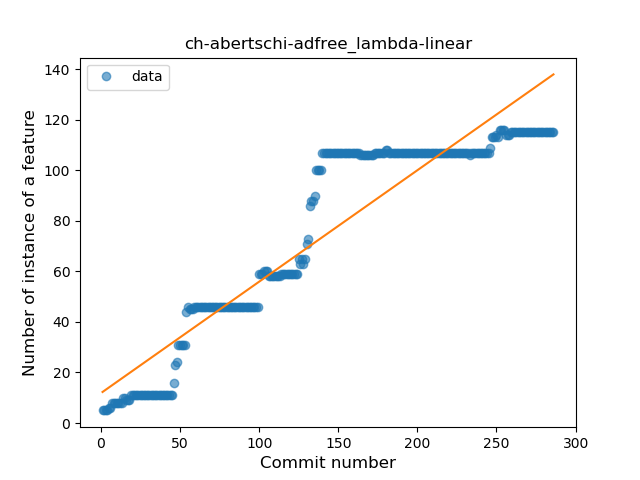 ch-abertschi-adfree_lambda-linear
data
Number of instance of a feature
140
120
100
80
60
40
20
0
0 50 100 150 200 250 300
Commit number